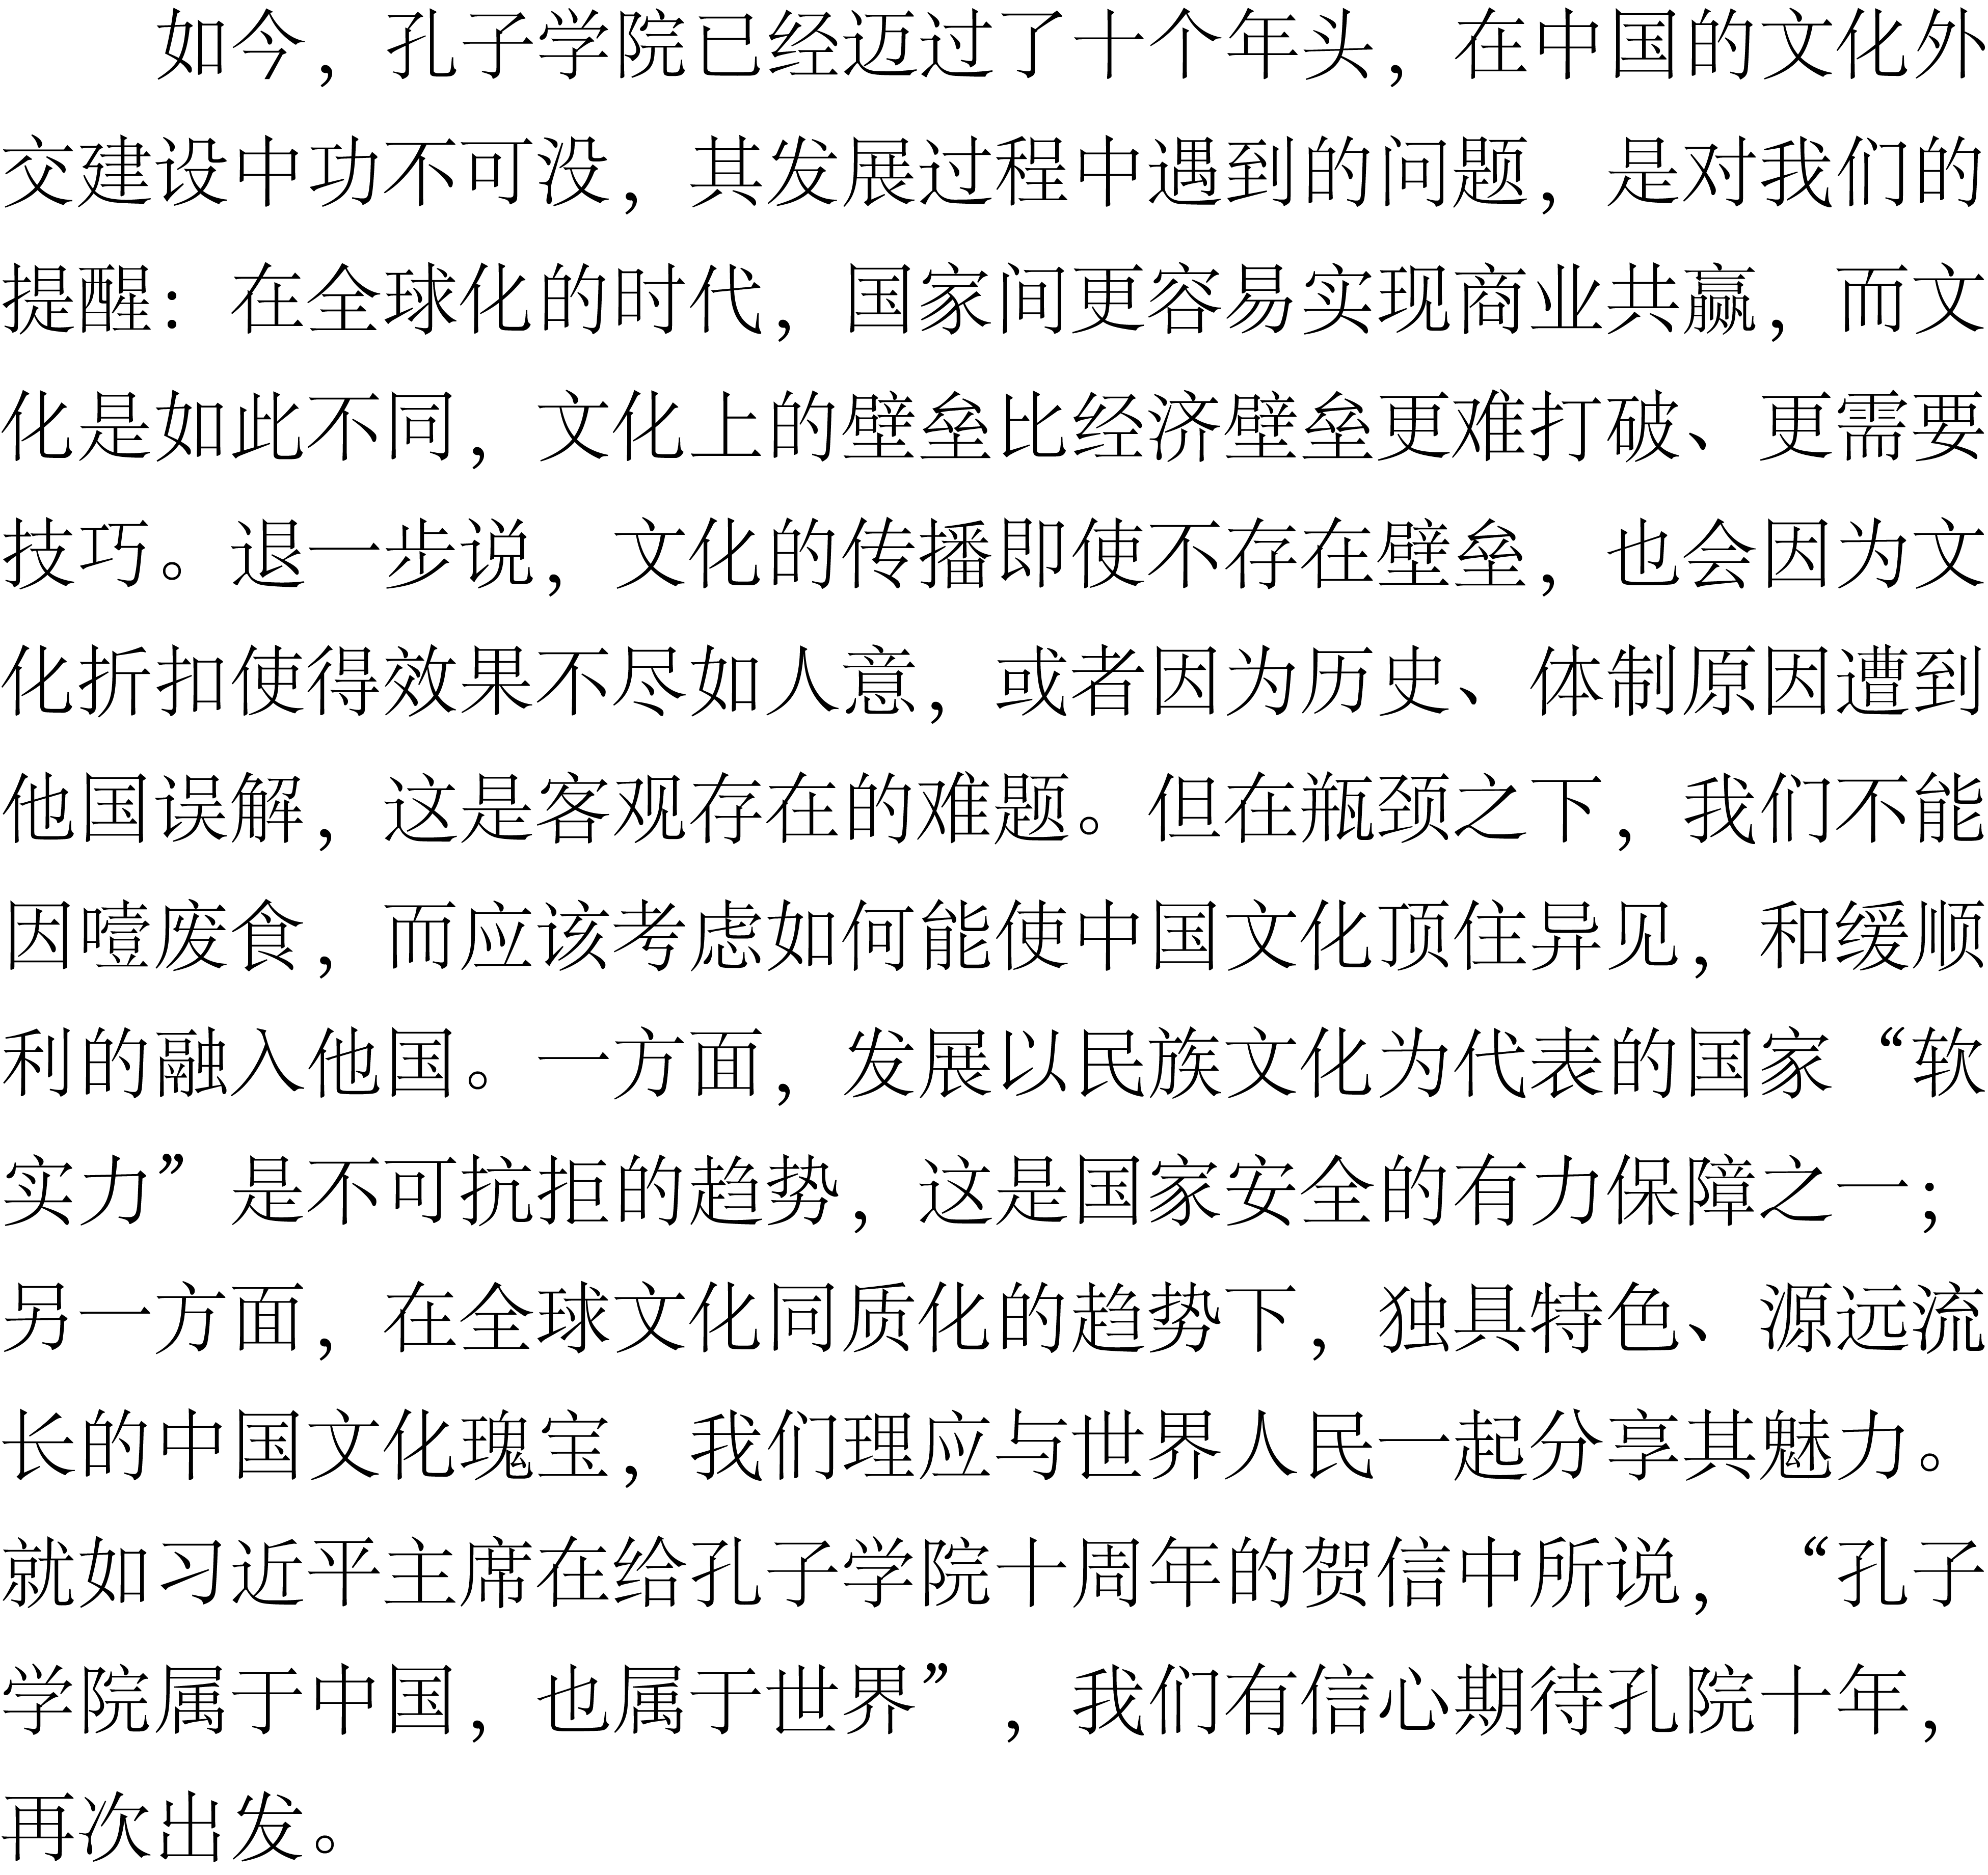 如今，孔子学院已经迈过了十个年头，在中国的文化外
交建设中功不可没，其发展过程中遇到的问题，是对我们的
提醒：在全球化的时代，国家间更容易实现商业共赢，而文
化是如此不同，文化上的壁垒比经济壁垒更难打破、更需要
技巧。退一步说，文化的传播即使不存在壁垒，也会因为文
化折扣使得效果不尽如人意，或者因为历史、体制原因遭到
他国误解，这是客观存在的难题。但在瓶颈之下，我们不能
因噎废食，而应该考虑如何能使中国文化顶住异见，和缓顺
利的融入他国。一方面，发展以民族文化为代表的国家“软
实力”是不可抗拒的趋势，这是国家安全的有力保障之一；
另一方面，在全球文化同质化的趋势下，独具特色、源远流
长的中国文化瑰宝，我们理应与世界人民一起分享其魅力。
就如习近平主席在给孔子学院十周年的贺信中所说，“孔子
学院属于中国，也属于世界”，我们有信心期待孔院十年，
再次出发。